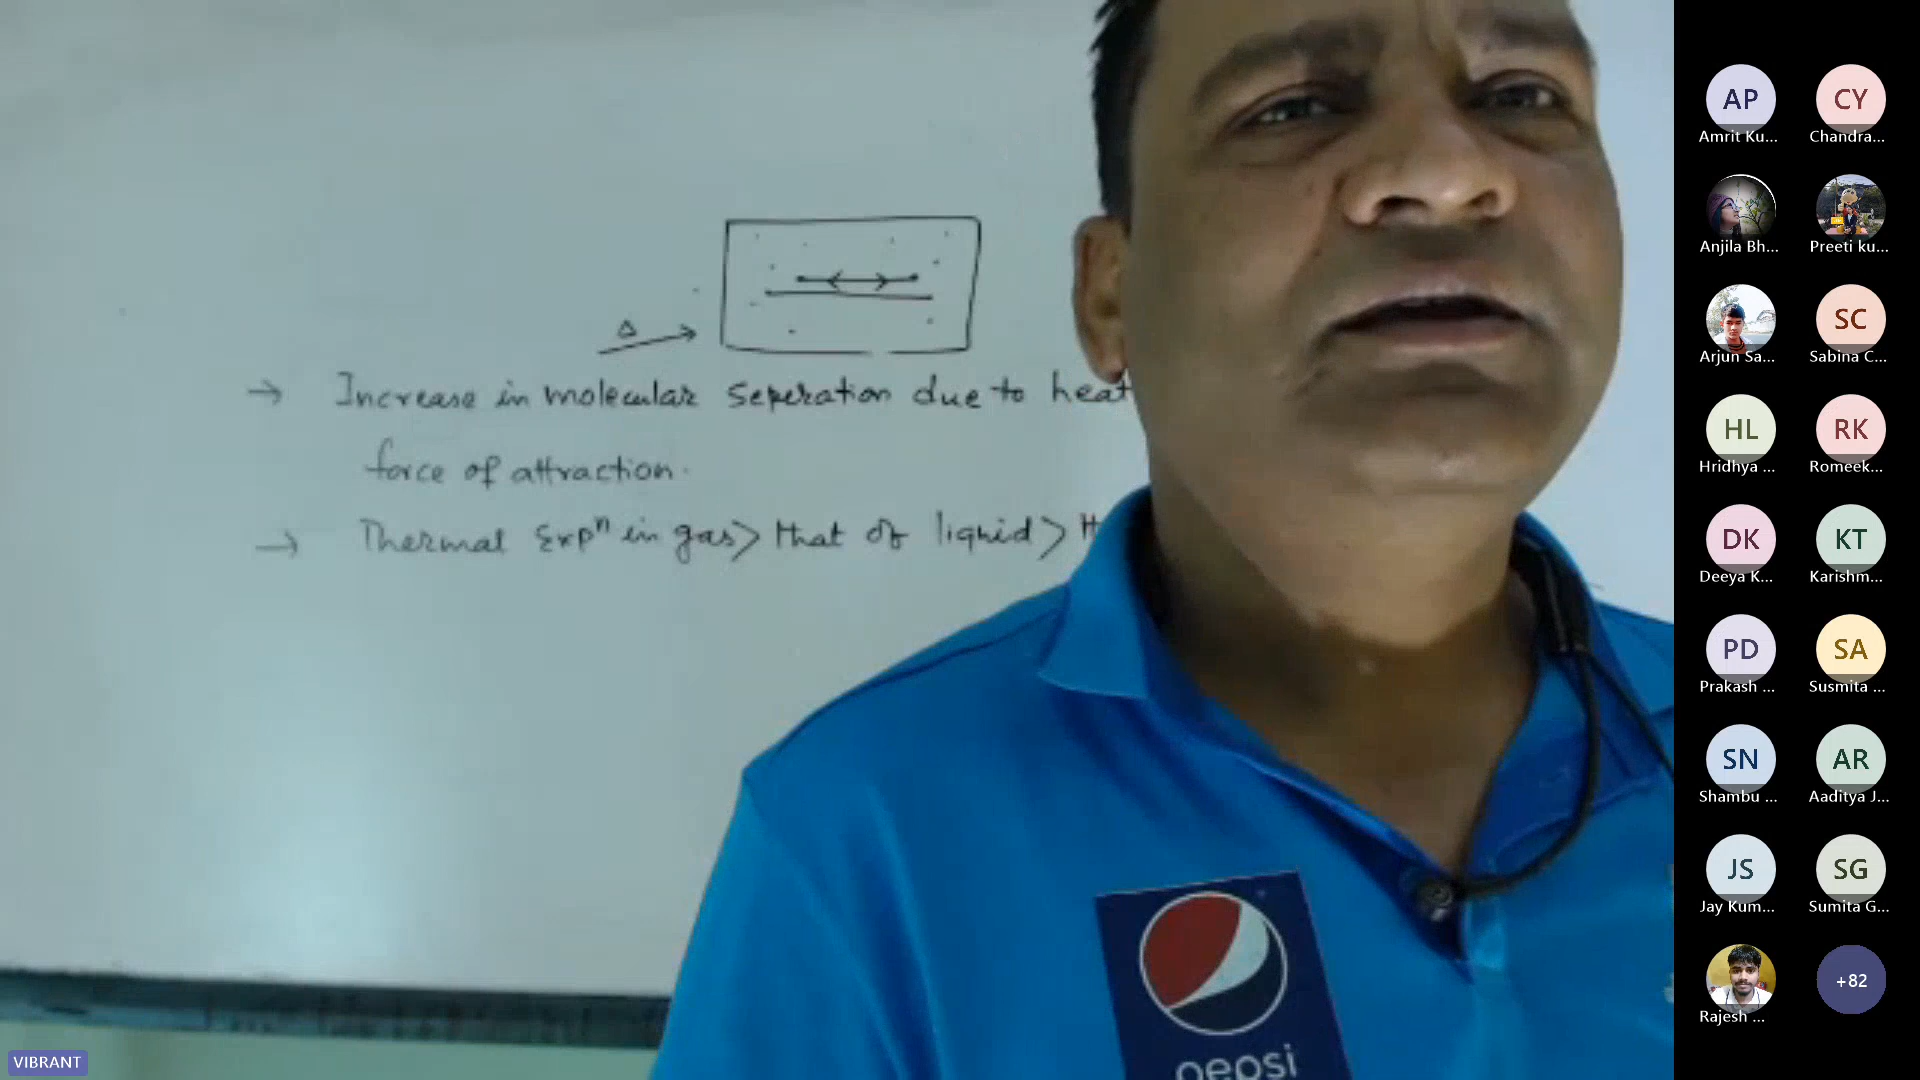 Δ
→ Increase in molecular seperation due to heat
force of attraction.
→ Thermal Expⁿ in gas > that of liquid >
pepsi
VIBRANT
AP
Amrit Ku...
CY
Chandra...
Anjila Bh...
Preeti ku...
Arjun Sa...
SC
Sabina C...
HL
Hridhya ...
RK
Romeek...
DK
Deeya K...
KT
Karishm...
PD
Prakash ...
SA
Susmita ...
SN
Shambu ...
AR
Aaditya J...
JS
Jay Kum...
SG
Sumita G...
Rajesh ...
+82